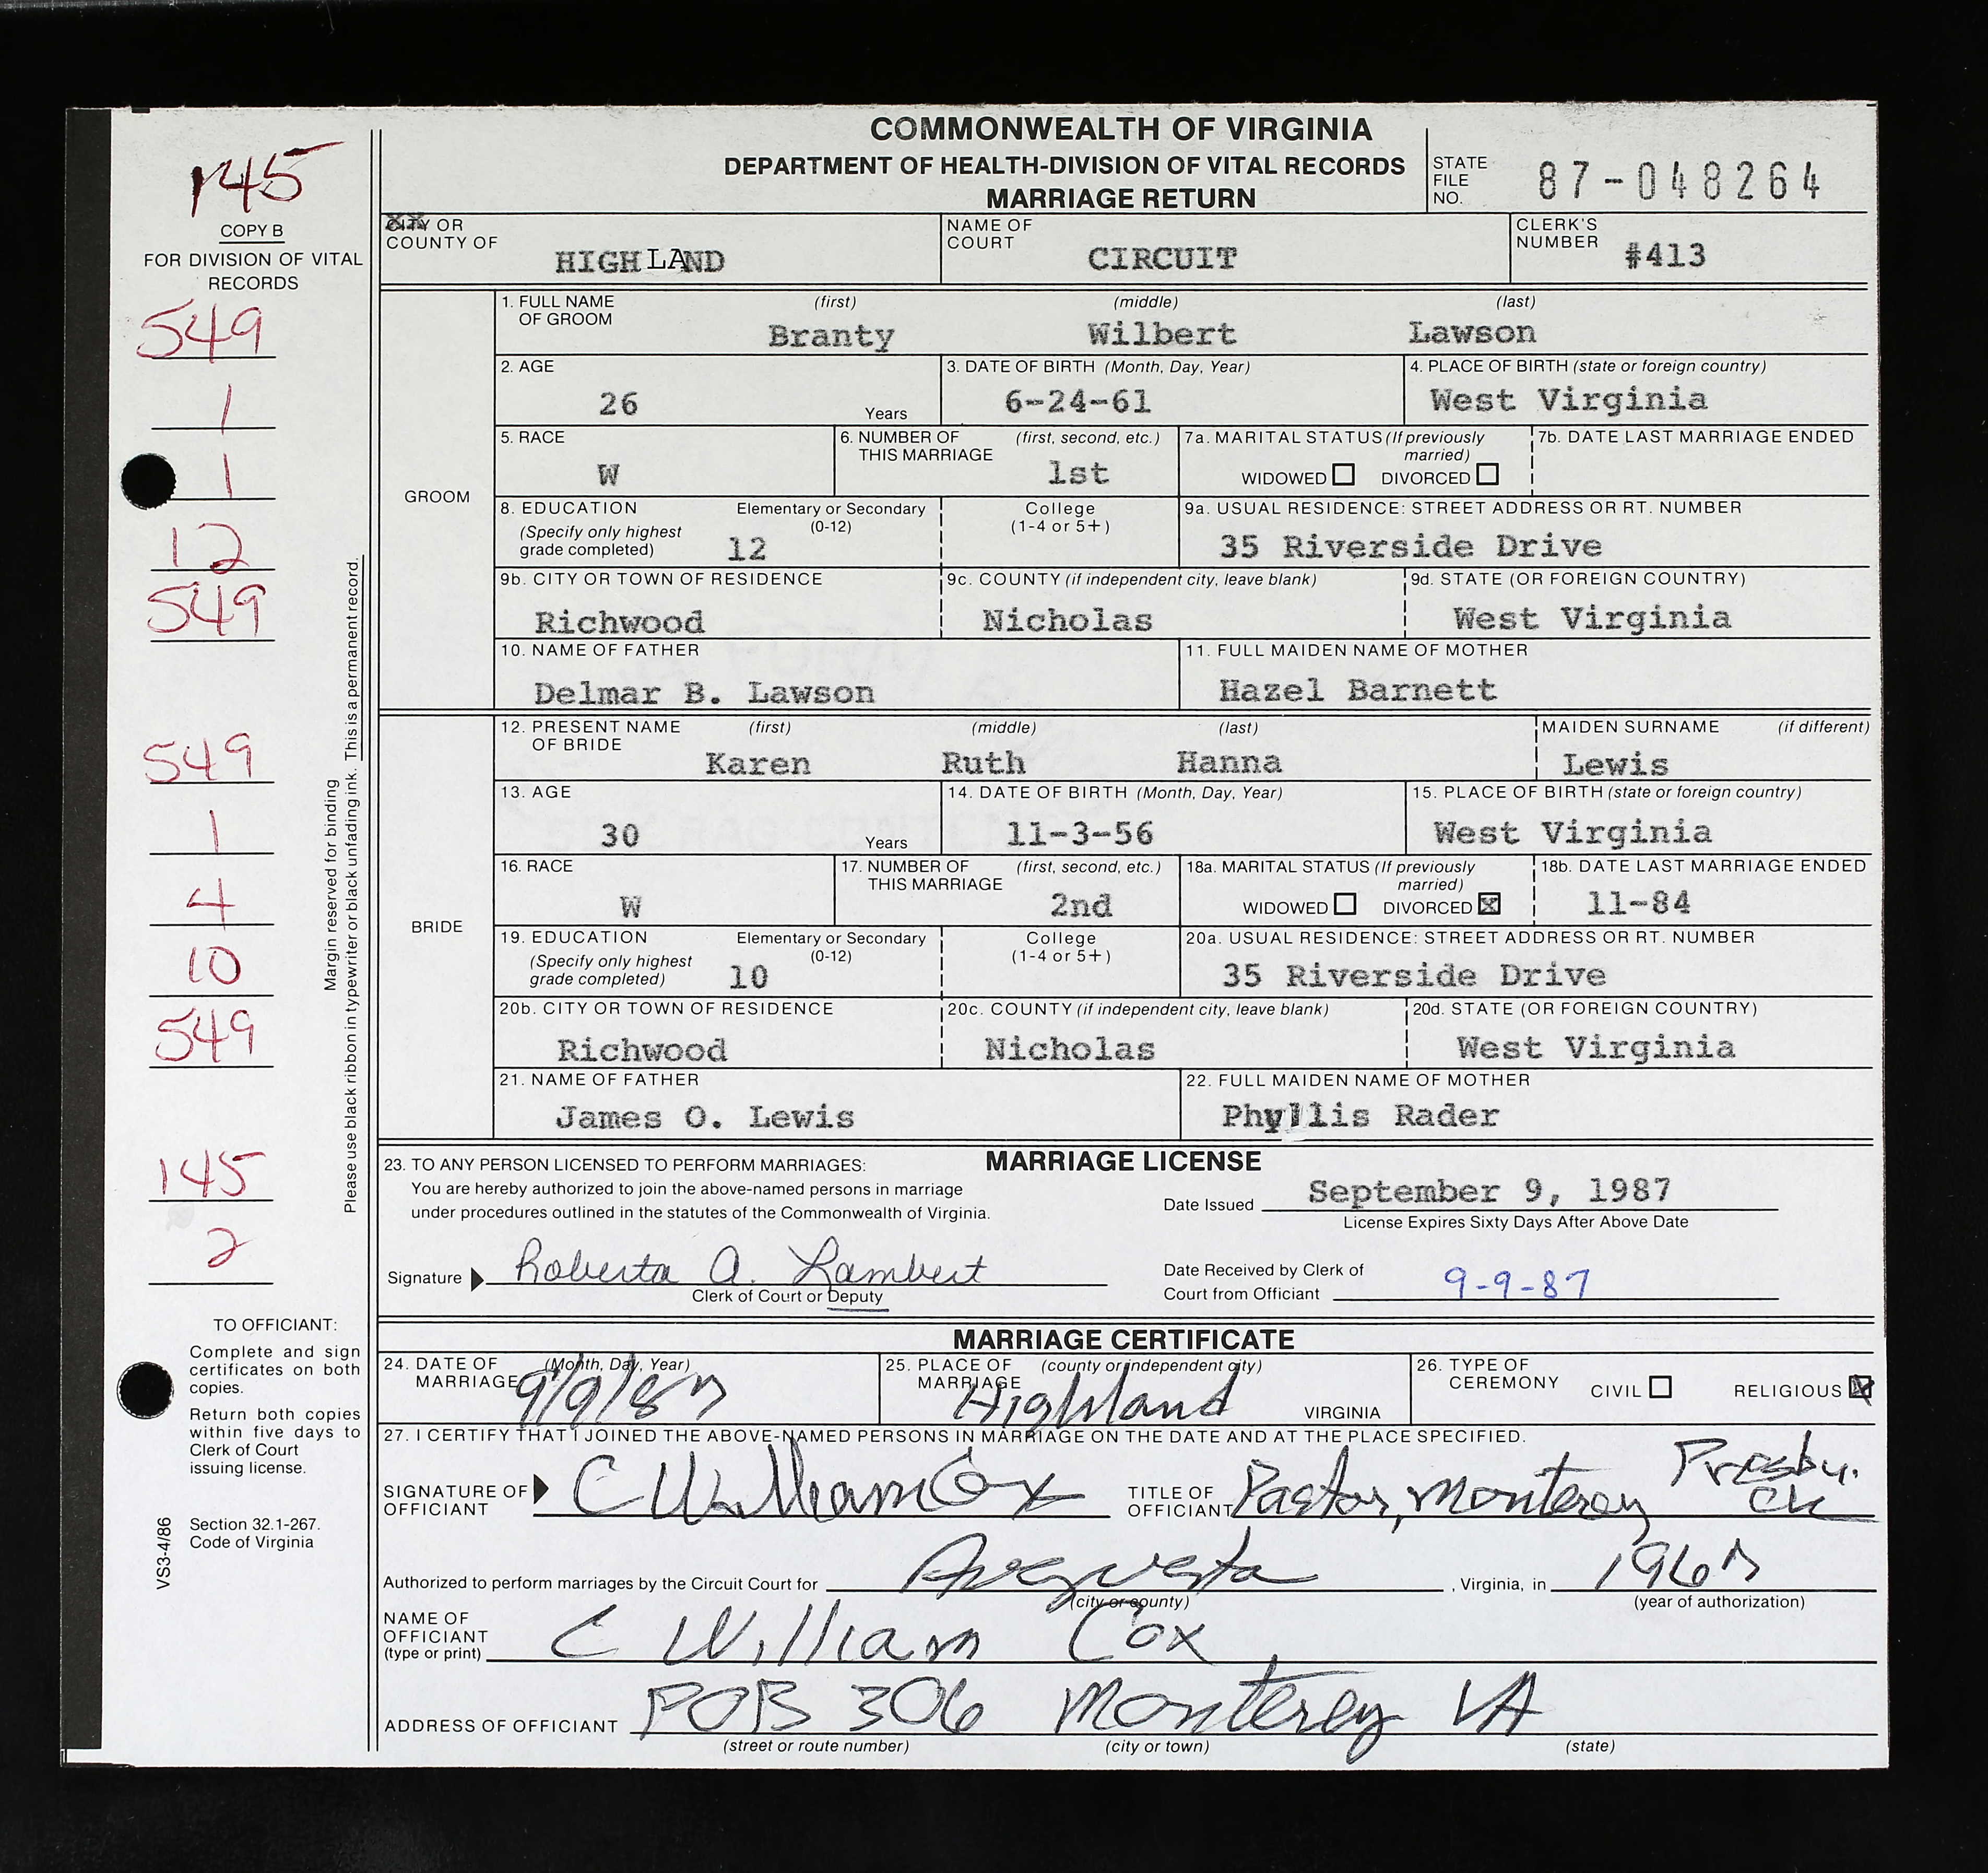 COMMONWEALTH OF VIRGINIA
DEPARTMENT OF HEALTH-DIVISION OF VITAL RECORDS
MARRIAGE RETURN
STATE FILE NO. 87-048264
145
COPY B
FOR DIVISION OF VITAL RECORDS
549
1
1
12
549
549
1
4
10
549
145
2
Margin reserved for binding
Please use black ribbon in typewriter or black unfading ink. This is a permanent record.
TO OFFICIANT:
Complete and sign
certificates on both
copies.
Return both copies
within five days to
Clerk of Court
issuing license.
Section 32.1-267.
Code of Virginia
VS3-4/86
CITY OR COUNTY OF HIGHLAND
NAME OF COURT CIRCUIT
CLERK'S NUMBER #413
GROOM
1. FULL NAME OF GROOM (first) (middle) (last)
Branty Wilbert Lawson
2. AGE 26 Years
3. DATE OF BIRTH (Month, Day, Year) 6-24-61
4. PLACE OF BIRTH (state or foreign country) West Virginia
5. RACE W
6. NUMBER OF THIS MARRIAGE (first, second, etc.) 1st
7a. MARITAL STATUS (If previously married) WIDOWED DIVORCED
7b. DATE LAST MARRIAGE ENDED
8. EDUCATION (Specify only highest grade completed) Elementary or Secondary (0-12) 12
College (1-4 or 5+)
9a. USUAL RESIDENCE: STREET ADDRESS OR RT. NUMBER 35 Riverside Drive
9b. CITY OR TOWN OF RESIDENCE Richwood
9c. COUNTY (if independent city, leave blank) Nicholas
9d. STATE (OR FOREIGN COUNTRY) West Virginia
10. NAME OF FATHER Delmar B. Lawson
11. FULL MAIDEN NAME OF MOTHER Hazel Barnett
BRIDE
12. PRESENT NAME OF BRIDE (first) (middle) (last)
Karen Ruth Hanna
MAIDEN SURNAME (if different) Lewis
13. AGE 30 Years
14. DATE OF BIRTH (Month, Day, Year) 11-3-56
15. PLACE OF BIRTH (state or foreign country) West Virginia
16. RACE W
17. NUMBER OF THIS MARRIAGE (first, second, etc.) 2nd
18a. MARITAL STATUS (If previously married) WIDOWED DIVORCED X
18b. DATE LAST MARRIAGE ENDED 11-84
19. EDUCATION (Specify only highest grade completed) Elementary or Secondary (0-12) 10
College (1-4 or 5+)
20a. USUAL RESIDENCE: STREET ADDRESS OR RT. NUMBER 35 Riverside Drive
20b. CITY OR TOWN OF RESIDENCE Richwood
20c. COUNTY (if independent city, leave blank) Nicholas
20d. STATE (OR FOREIGN COUNTRY) West Virginia
21. NAME OF FATHER James O. Lewis
22. FULL MAIDEN NAME OF MOTHER Phyllis Rader
MARRIAGE LICENSE
23. TO ANY PERSON LICENSED TO PERFORM MARRIAGES:
You are hereby authorized to join the above-named persons in marriage
under procedures outlined in the statutes of the Commonwealth of Virginia.
Date Issued September 9, 1987
License Expires Sixty Days After Above Date
Signature Roberta A. Lambert
Clerk of Court or Deputy
Date Received by Clerk of Court from Officiant 9-9-87
MARRIAGE CERTIFICATE
24. DATE OF MARRIAGE (Month, Day, Year) 9/9/87
25. PLACE OF MARRIAGE (county or independent city) Highland VIRGINIA
26. TYPE OF CEREMONY CIVIL RELIGIOUS X
27. I CERTIFY THAT I JOINED THE ABOVE-NAMED PERSONS IN MARRIAGE ON THE DATE AND AT THE PLACE SPECIFIED.
SIGNATURE OF OFFICIANT C William Cox
TITLE OF OFFICIANT Pastor, Monterey Presby. Ch
Authorized to perform marriages by the Circuit Court for Augusta, Virginia, in 1967
(city or county) (year of authorization)
NAME OF OFFICIANT (type or print) C William Cox
ADDRESS OF OFFICIANT POB 306 Monterey VA
(street or route number) (city or town) (state)